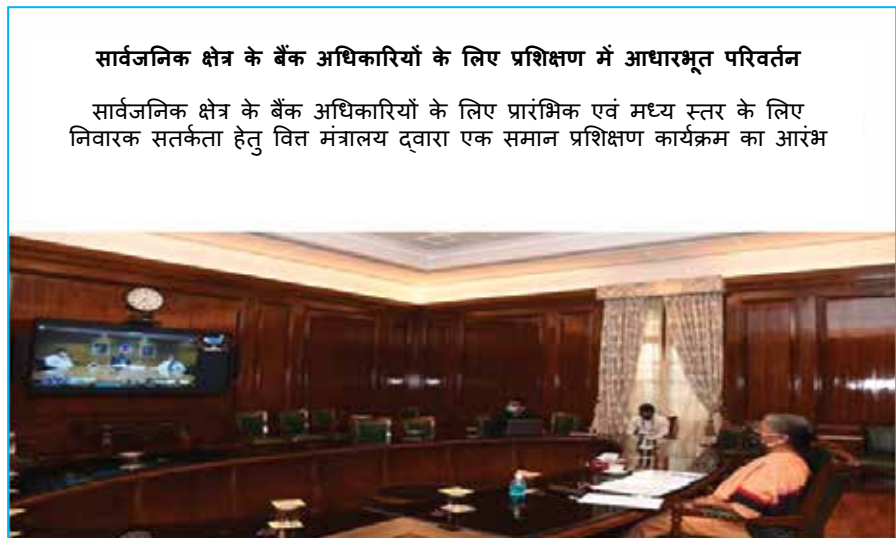 सार्वजनिक क्षेत्र के बैंक अधिकारियों के लिए प्रशिक्षण में आधारभूत परिवर्तन
सार्वजनिक क्षेत्र के बैंक अधिकारियों के लिए प्रारंभिक एवं मध्य स्तर के लिए
निवारक सतर्कता हेतु वित्त मंत्रालय द्वारा एक समान प्रशिक्षण कार्यक्रम का आरंभ